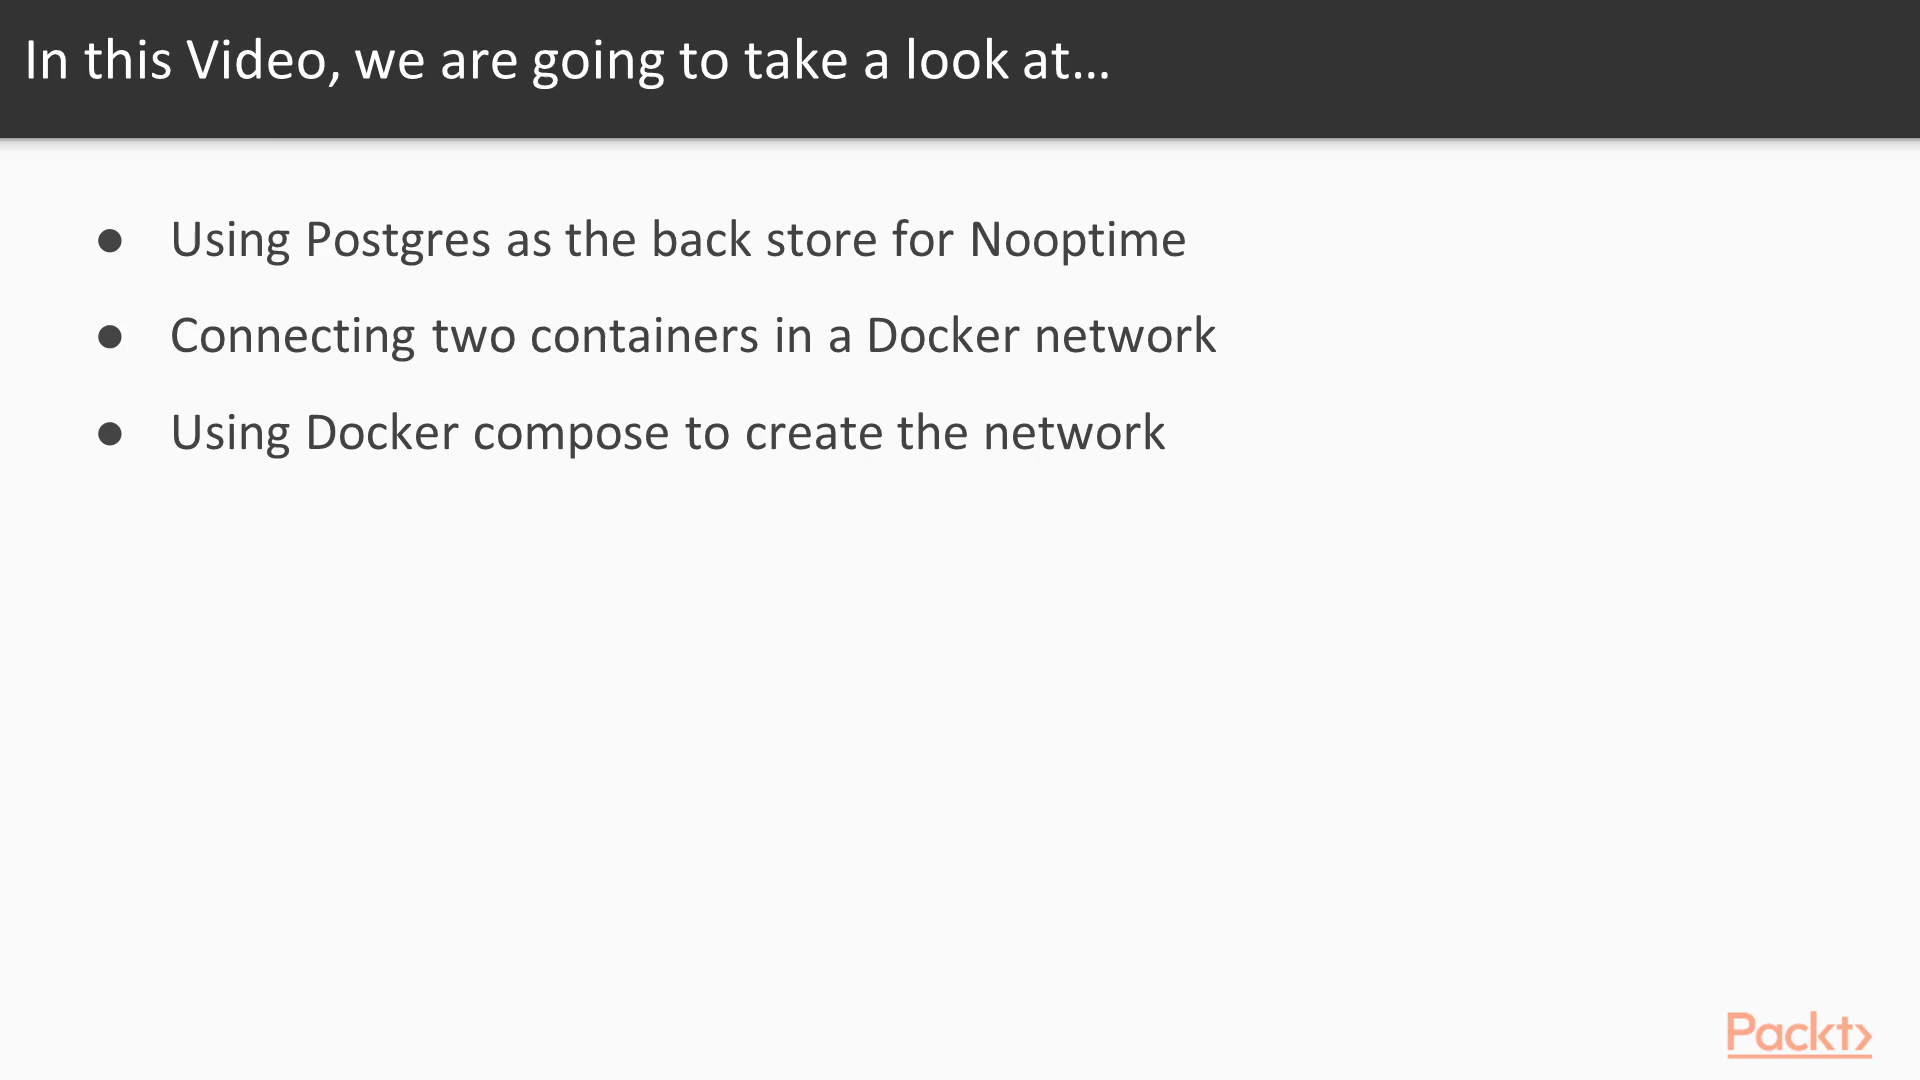 In this Video, we are going to take a look at...
● Using Postgres as the back store for Nooptime
● Connecting two containers in a Docker network
● Using Docker compose to create the network
Packt>